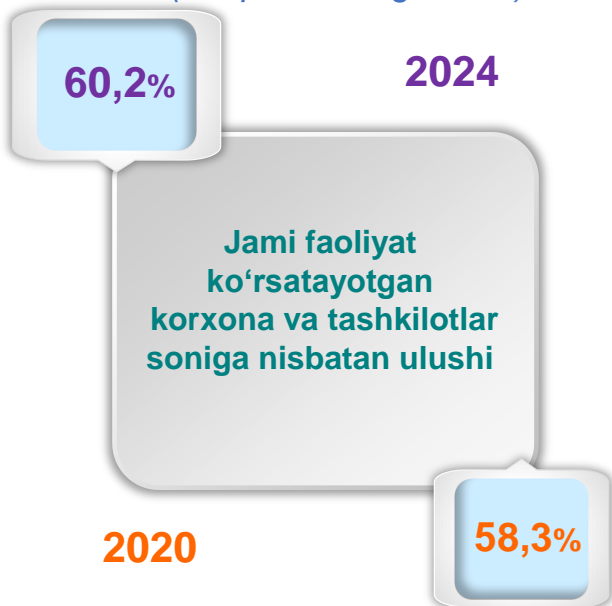 60,2%
2024
Jami faoliyat
ko‘rsatayotgan
korxona va tashkilotlar
soniga nisbatan ulushi
2020
58,3%